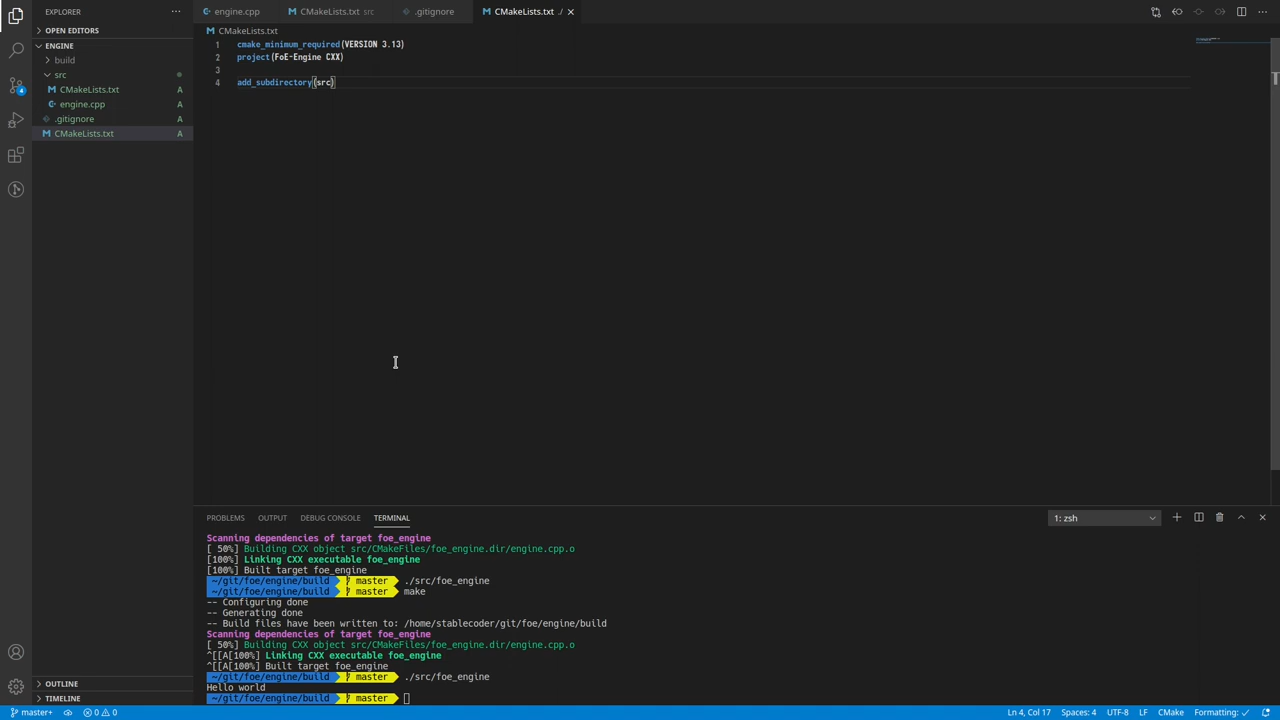 EXPLORER
···
engine.cpp
CMakeLists.txt src
.gitignore
CMakeLists.txt ./
OPEN EDITORS
ENGINE
build
src
CMakeLists.txt A
engine.cpp A
.gitignore A
CMakeLists.txt A
4
CMakeLists.txt
1 cmake_minimum_required(VERSION 3.13)
2 project(FoE-Engine CXX)
3
4 add_subdirectory(src)
PROBLEMS OUTPUT DEBUG CONSOLE TERMINAL
1: zsh
Scanning dependencies of target foe_engine
[ 50%] Building CXX object src/CMakeFiles/foe_engine.dir/engine.cpp.o
[100%] Linking CXX executable foe_engine
[100%] Built target foe_engine
~/git/foe/engine/build master ./src/foe_engine
~/git/foe/engine/build master make
-- Configuring done
-- Generating done
-- Build files have been written to: /home/stablecoder/git/foe/engine/build
Scanning dependencies of target foe_engine
[ 50%] Building CXX object src/CMakeFiles/foe_engine.dir/engine.cpp.o
^[[A[100%] Linking CXX executable foe_engine
^[[A[100%] Built target foe_engine
~/git/foe/engine/build master ./src/foe_engine
Hello world
~/git/foe/engine/build master
OUTLINE
TIMELINE
master+ 0 0 Ln 4, Col 17 Spaces: 4 UTF-8 LF CMake Formatting: ✓